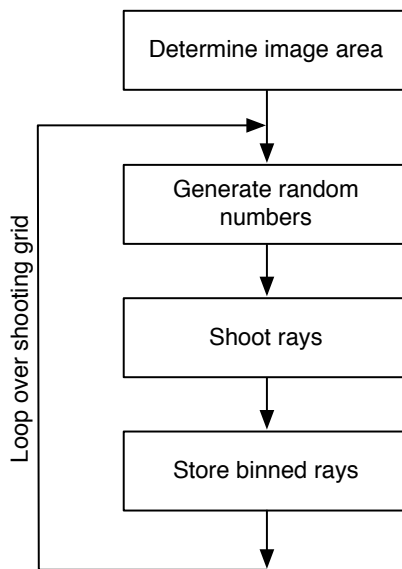 Determine image area
Generate random
numbers
Loop over shooting grid
Shoot rays
Store binned rays